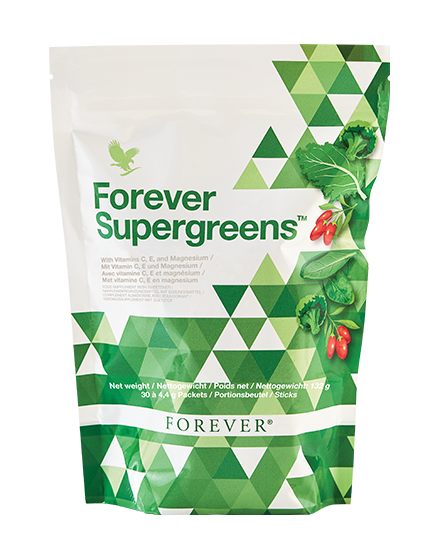 Forever
Supergreens™
With Vitamins C, E, and Magnesium /
Mit Vitamin C, E und Magnesium /
Avec vitamine C, E et magnésium /
Met vitamine C, E en magnesium
Net weight / Nettogewicht / Poids net / Nettogewicht: 132 g
30 à 4,4 g Packets / Portionsbeutel / Sticks
FOREVER®